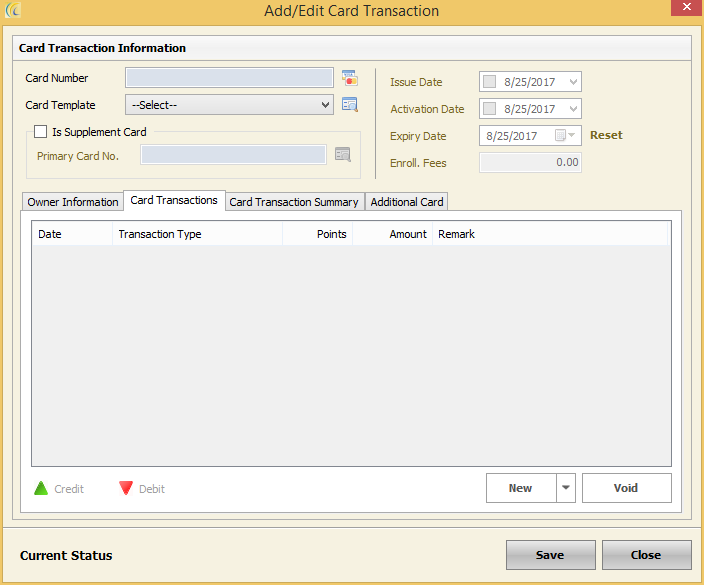 Add/Edit Card Transaction
Card Transaction Information
Card Number
Card Template --Select--
Is Supplement Card
Primary Card No.
Issue Date 8/25/2017
Activation Date 8/25/2017
Expiry Date 8/25/2017 Reset
Enroll. Fees 0.00
Owner Information Card Transactions Card Transaction Summary Additional Card
Date Transaction Type Points Amount Remark
Credit Debit New Void
Current Status Save Close